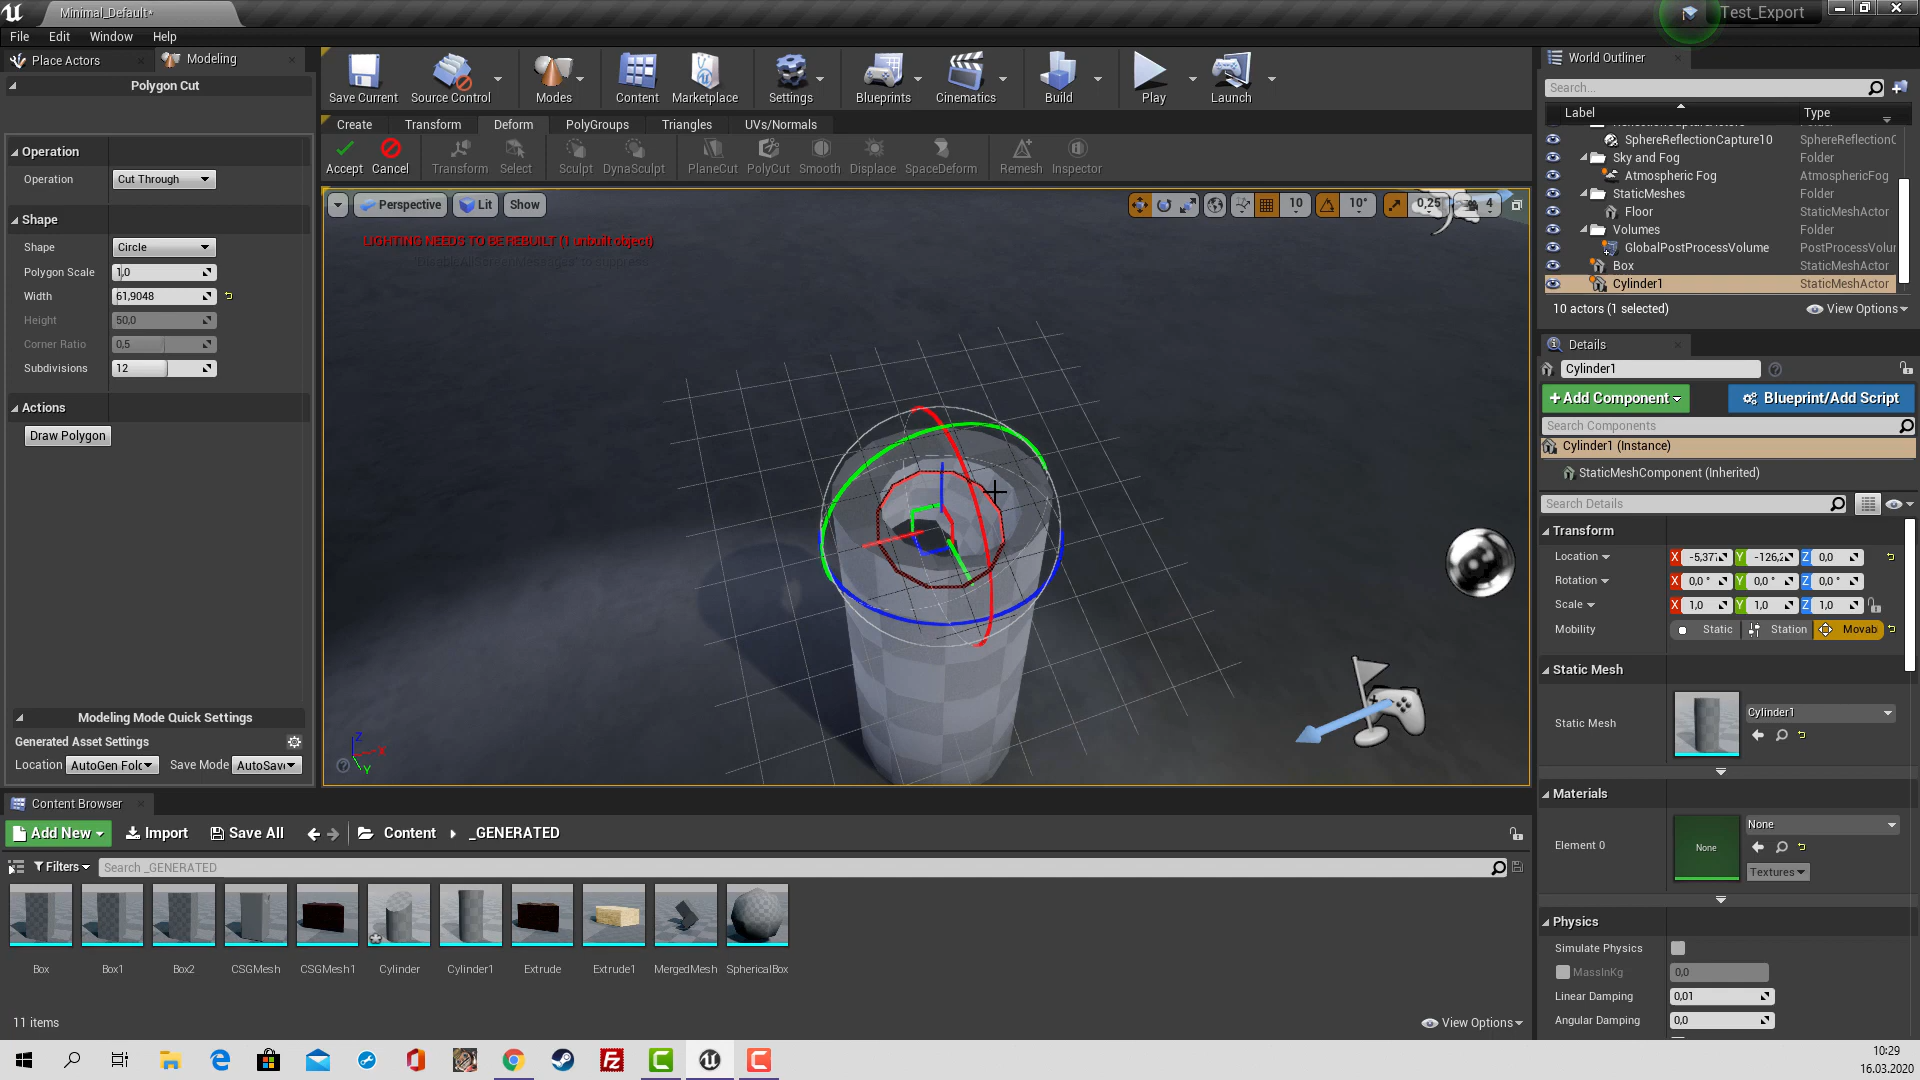 Minimal_Default*
Test_Export
File Edit Window Help
Place Actors
Modeling
Polygon Cut
Operation
Operation Cut Through
Shape
Shape Circle
Polygon Scale 1,0
Width 61,9048
Height 50,0
Corner Ratio 0,5
Subdivisions 12
Actions
Draw Polygon
Modeling Mode Quick Settings
Generated Asset Settings
Location AutoGen Fol Save Mode AutoSav
Save Current Source Control Modes Content Marketplace Settings Blueprints Cinematics Build Play Launch
Create Transform Deform PolyGroups Triangles UVs/Normals
Accept Cancel Transform Select Sculpt DynaSculpt PlaneCut PolyCut Smooth Displace SpaceDeform Remesh Inspector
Perspective Lit Show
10 10° 0,25 4
LIGHTING NEEDS TO BE REBUILT (1 unbuilt object)
'DisableAllScreenMessages' to suppress
Z X Y
World Outliner
Search...
Label Type
SphereReflectionCapture10 SphereReflectionC
Sky and Fog Folder
Atmospheric Fog AtmosphericFog
StaticMeshes Folder
Floor StaticMeshActor
Volumes Folder
GlobalPostProcessVolume PostProcessVolu
Box StaticMeshActor
Cylinder1 StaticMeshActor
10 actors (1 selected) View Options
Details
Cylinder1
Add Component Blueprint/Add Script
Search Components
Cylinder1 (Instance)
StaticMeshComponent (Inherited)
Search Details
Transform
Location X -5,37 Y -126,2 Z 0,0
Rotation X 0,0 ° Y 0,0 ° Z 0,0 °
Scale X 1,0 Y 1,0 Z 1,0
Mobility Static Station Movab
Static Mesh
Static Mesh Cylinder1
Materials
Element 0 None None
Textures
Physics
Simulate Physics
MassInKg 0,0
Linear Damping 0,01
Angular Damping 0,0
Content Browser
Add New Import Save All Content _GENERATED
Filters Search _GENERATED
Box Box1 Box2 CSGMesh CSGMesh1 Cylinder Cylinder1 Extrude Extrude1 MergedMesh SphericalBox
11 items View Options
10:29
16.03.2020